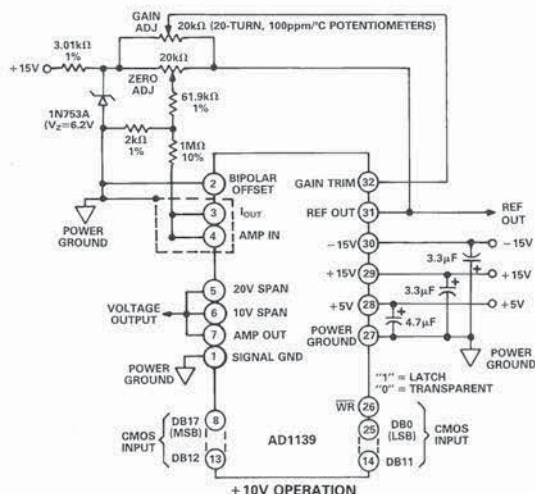 GAIN ADJ
20kΩ (20-TURN, 100ppm/°C POTENTIOMETERS)
3.01kΩ
1%
20kΩ
+15V
ZERO ADJ
61.9kΩ
1%
1N753A
(VZ=6.2V
2kΩ
1%
1MΩ
10%
2 BIPOLAR OFFSET
GAIN TRIM 32
3 IOUT
REF OUT 31
REF OUT
POWER GROUND
4 AMP IN
-15V 30
-15V
3.3µF
+
5 20V SPAN
+15V 29
+15V
3.3µF
+
VOLTAGE OUTPUT
6 10V SPAN
+5V 28
+5V
+
4.7µF
7 AMP OUT
POWER GROUND 27
1 SIGNAL GND
POWER GROUND
POWER GROUND
"1" = LATCH
"0" = TRANSPARENT
WR 26
CMOS INPUT
8 DB17 (MSB)
13 DB12
DB0 (LSB) 25
DB11 14
CMOS INPUT
AD1139
+10V OPERATION